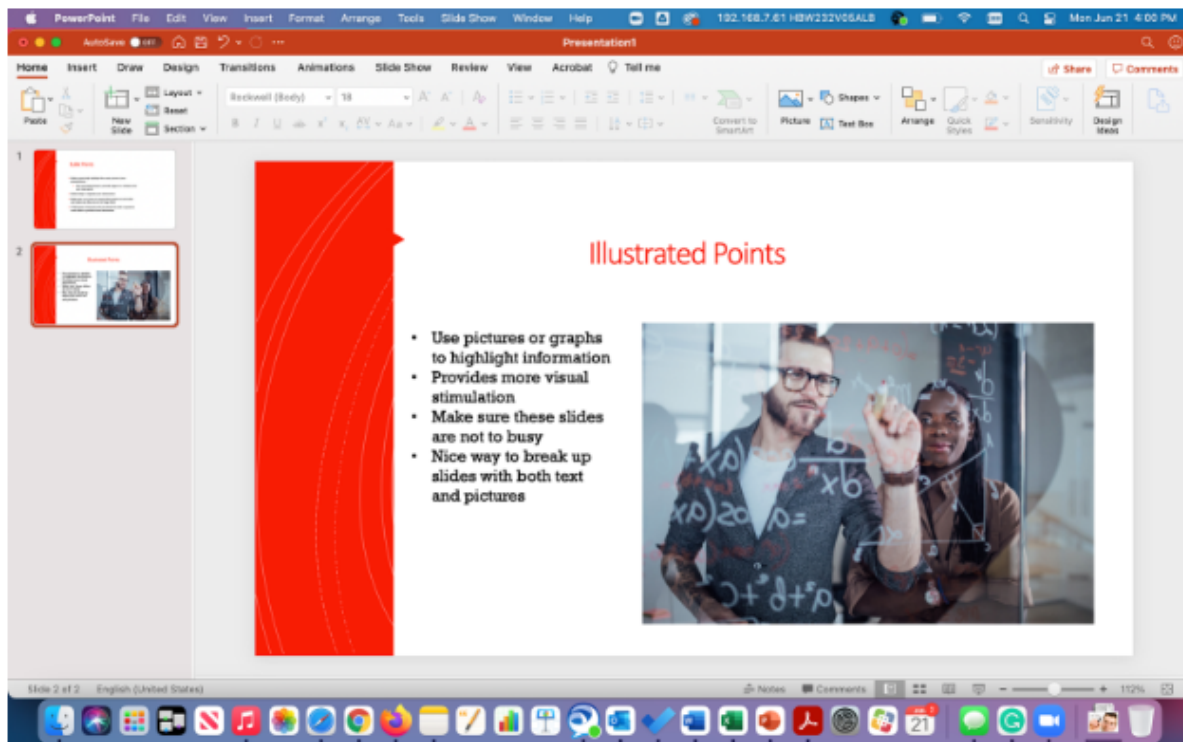 PowerPoint File Edit View Insert Format Arrange Tools Slide Show Window Help 192.168.7.61 Mon Jun 21 4:00 PM
AutoSave OFF Presentation1
Home Insert Draw Design Transitions Animations Slide Show Review View Acrobat Tell me Share Comments
Rockwell (Body) 18
Layout
Reset
Section
Paste New Slide
Convert to SmartArt
Picture Shapes
Text Box
Arrange Quick Styles
Sensitivity
Design Ideas
1
2
Illustrated Points
• Use pictures or graphs
to highlight information
• Provides more visual
stimulation
• Make sure these slides
are not to busy
• Nice way to break up
slides with both text
and pictures
Slide 2 of 2 English (United States) Notes Comments 112%
21